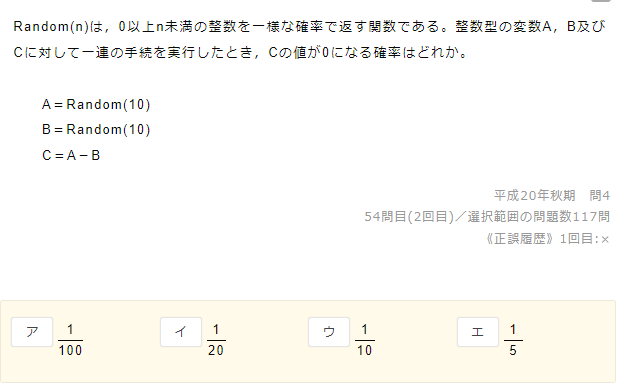 Random(n)は，0以上n未満の整数を一様な確率で返す関数である。整数型の変数A，B及び
Cに対して一連の手続を実行したとき，Cの値が0になる確率はどれか。
A＝Random(10)
B＝Random(10)
C＝A－B
平成20年秋期　問4
54問目(2回目)／選択範囲の問題数117問
《正誤履歴》1回目:×
ア 1/100 イ 1/20 ウ 1/10 エ 1/5